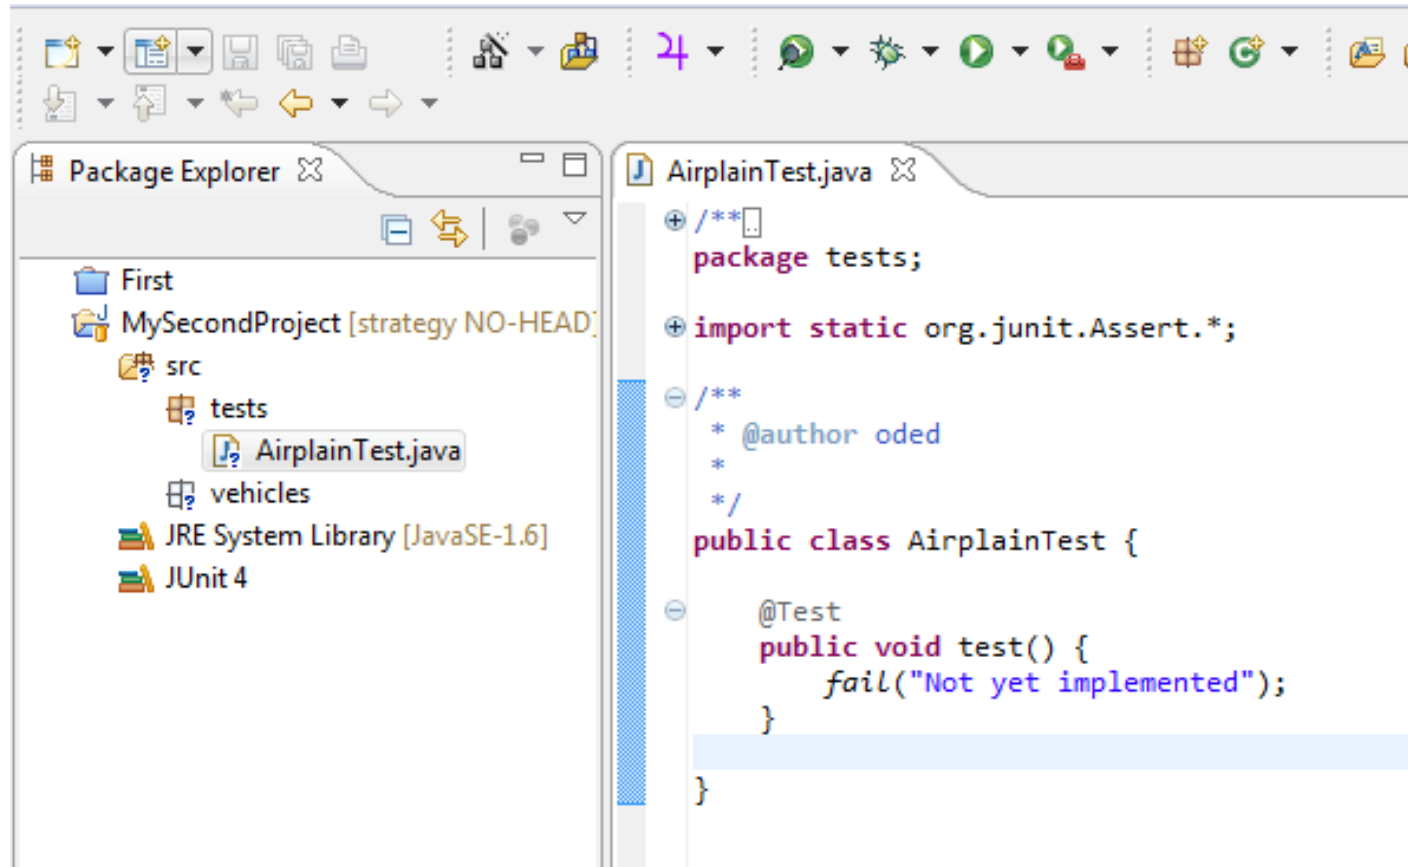 Package Explorer
First
MySecondProject [strategy NO-HEAD]
src
tests
AirplainTest.java
vehicles
JRE System Library [JavaSE-1.6]
JUnit 4
AirplainTest.java
/**
package tests;
import static org.junit.Assert.*;
/**
* @author oded
*
*/
public class AirplainTest {
@Test
public void test() {
fail("Not yet implemented");
}
}